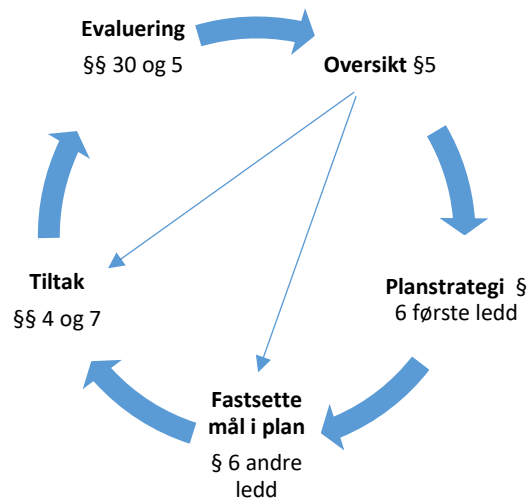 Evaluering
§§ 30 og 5
Oversikt §5
Planstrategi §
6 første ledd
Fastsette
mål i plan
§ 6 andre
ledd
Tiltak
§§ 4 og 7